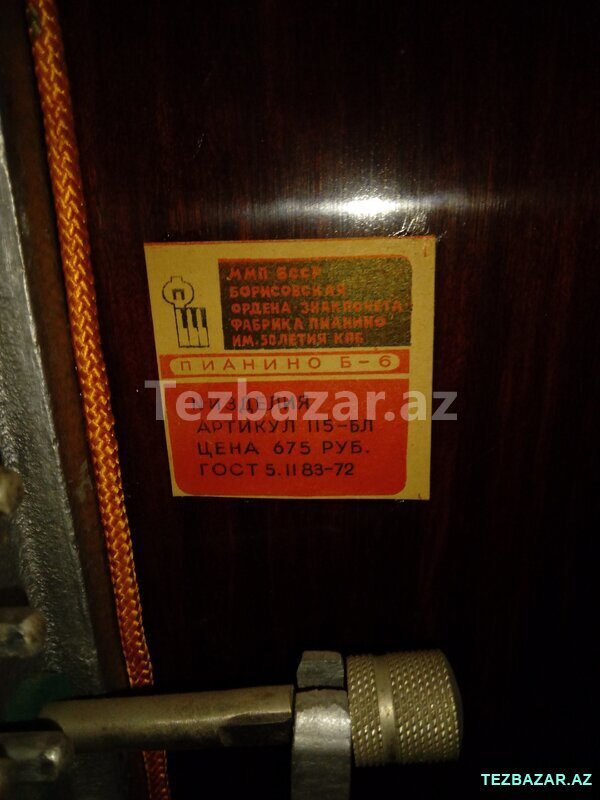 ММП БССР
БОРИСОВСКАЯ
ОРДЕНА ЗНАК ПОЧЕТА
ФАБРИКА ПИАНИНО
ИМ. 50 ЛЕТИЯ КПБ
П
ПИАНИНО Б-6
ИЗДЕЛИЯ
Tezbazar.az
АРТИКУЛ 115-БЛ
ЦЕНА 675 РУБ.
ГОСТ 5.1183-72
TEZBAZAR.AZ